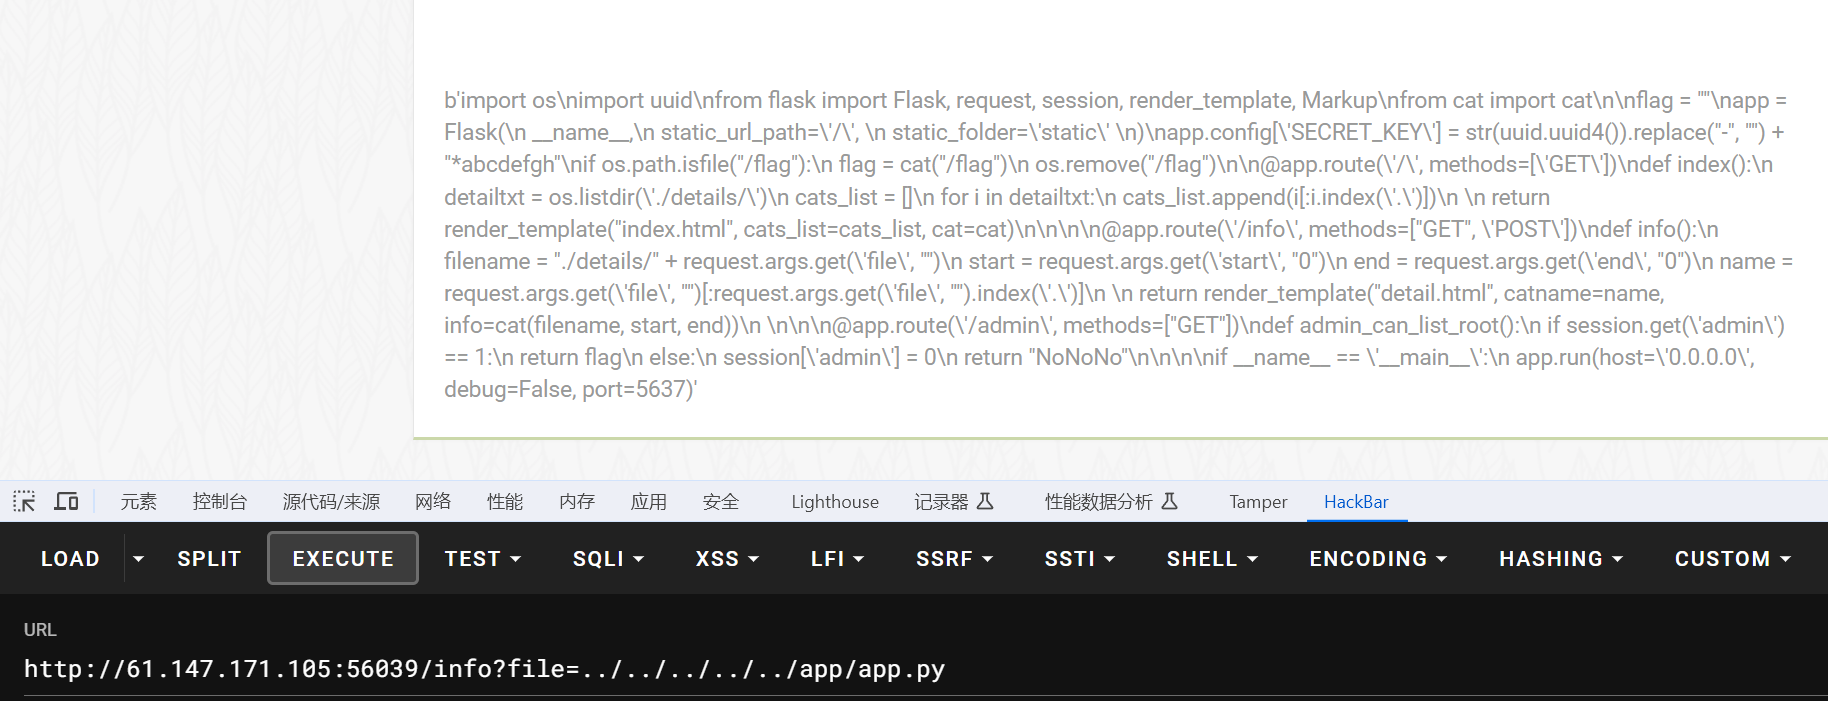 b'import os\nimport uuid\nfrom flask import Flask, request, session, render_template, Markup\nfrom cat import cat\n\nflag = ""\napp =
Flask(\n __name__,\n static_url_path=\'/\', \n static_folder=\'static\' \n)\napp.config[\'SECRET_KEY\'] = str(uuid.uuid4()).replace("-", "") +
"*abcdefgh"\nif os.path.isfile("/flag"):\n flag = cat("/flag")\n os.remove("/flag")\n\n@app.route(\'/\', methods=[\'GET\'])\ndef index():\n
detailtxt = os.listdir(\'./details/\')\n cats_list = []\n for i in detailtxt:\n cats_list.append(i[:i.index(\'.\')])\n \n return
render_template("index.html", cats_list=cats_list, cat=cat)\n\n\n\n@app.route(\'/info\', methods=["GET", \'POST\'])\ndef info():\n
filename = "./details/" + request.args.get(\'file\', "")\n start = request.args.get(\'start\', "0")\n end = request.args.get(\'end\', "0")\n name =
request.args.get(\'file\', "")[:request.args.get(\'file\', "").index(\'.\')]\n \n return render_template("detail.html", catname=name,
info=cat(filename, start, end))\n \n\n\n@app.route(\'/admin\', methods=["GET"])\ndef admin_can_list_root():\n if session.get(\'admin\')
== 1:\n return flag\n else:\n session[\'admin\'] = 0\n return "NoNoNo"\n\n\n\nif __name__ == \'__main__\':\n app.run(host=\'0.0.0.0\',
debug=False, port=5637)'
元素 控制台 源代码/来源 网络 性能 内存 应用 安全 Lighthouse 记录器 性能数据分析 Tamper HackBar
LOAD SPLIT EXECUTE TEST SQLI XSS LFI SSRF SSTI SHELL ENCODING HASHING CUSTOM
URL
http://61.147.171.105:56039/info?file=../../../../../app/app.py